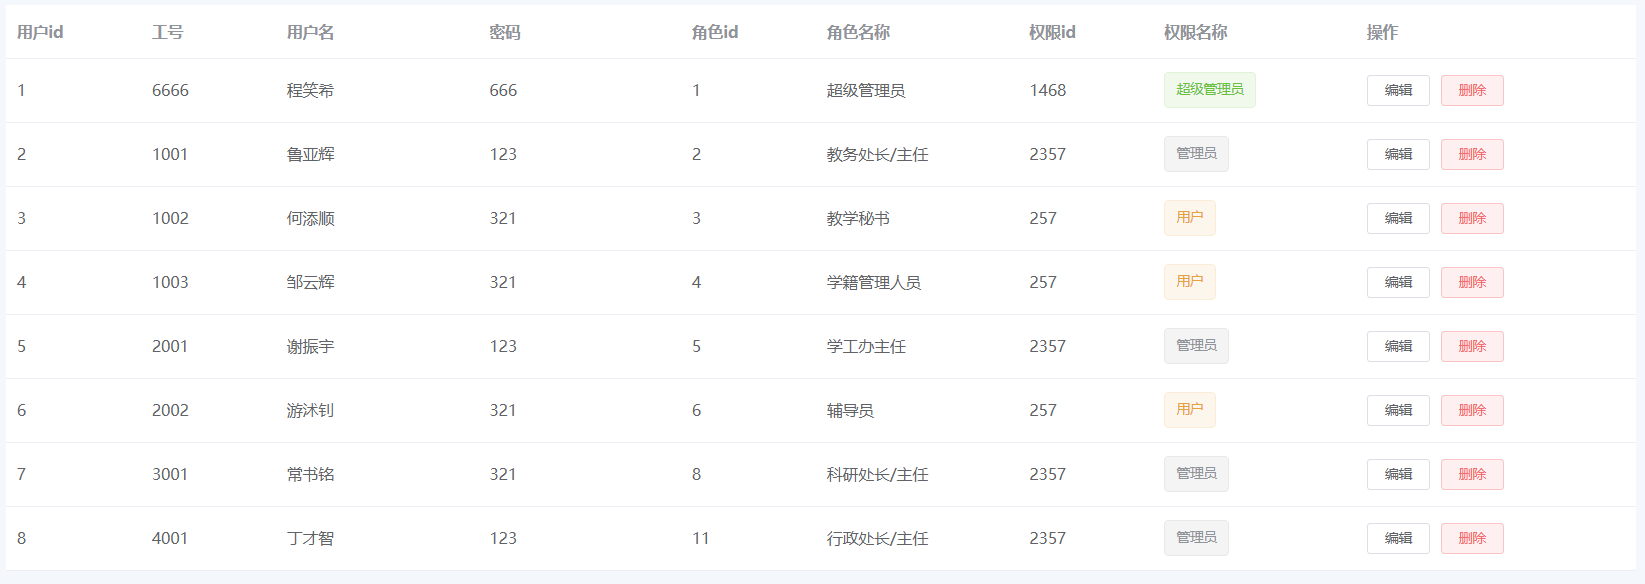 用户id 工号 用户名 密码 角色id 角色名称 权限id 权限名称 操作
1 6666 程笑希 666 1 超级管理员 1468 超级管理员 编辑 删除
2 1001 鲁亚辉 123 2 教务处长/主任 2357 管理员 编辑 删除
3 1002 何添顺 321 3 教学秘书 257 用户 编辑 删除
4 1003 邹云辉 321 4 学籍管理人员 257 用户 编辑 删除
5 2001 谢振宇 123 5 学工办主任 2357 管理员 编辑 删除
6 2002 游沭钊 321 6 辅导员 257 用户 编辑 删除
7 3001 常书铭 321 8 科研处长/主任 2357 管理员 编辑 删除
8 4001 丁才智 123 11 行政处长/主任 2357 管理员 编辑 删除